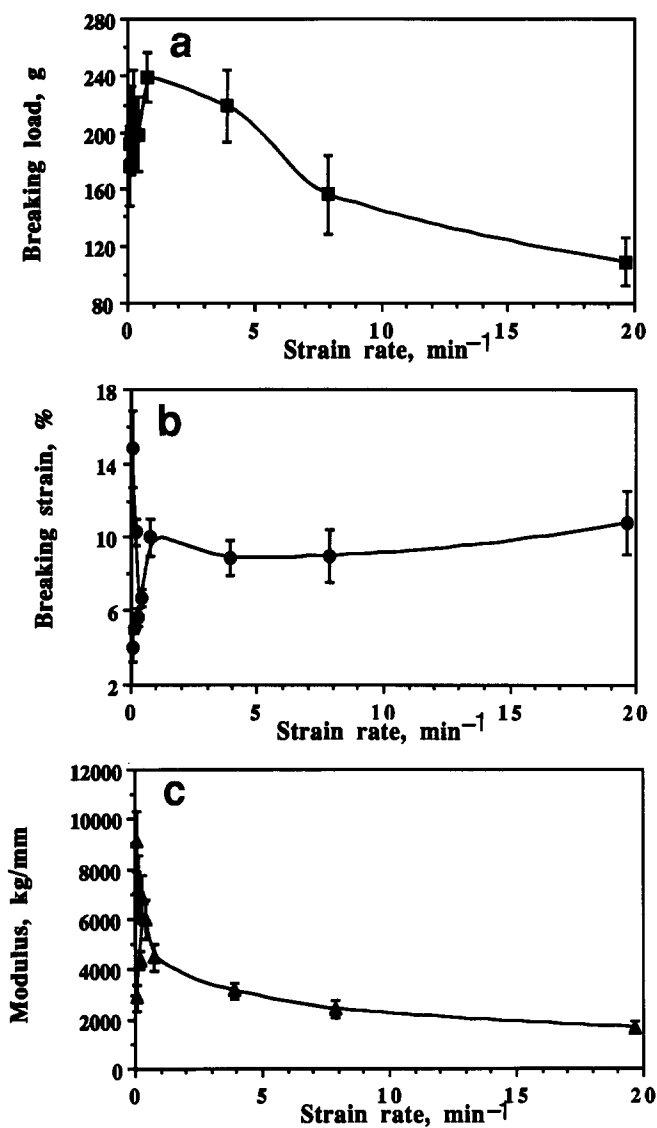 a
280
240
200
160
120
80
Breaking load, g
0 5 10 15 20
Strain rate, min⁻¹
b
18
14
10
6
2
Breaking strain, %
0 5 10 15 20
Strain rate, min⁻¹
c
12000
10000
8000
6000
4000
2000
0
Modulus, kg/mm
0 5 10 15 20
Strain rate, min⁻¹